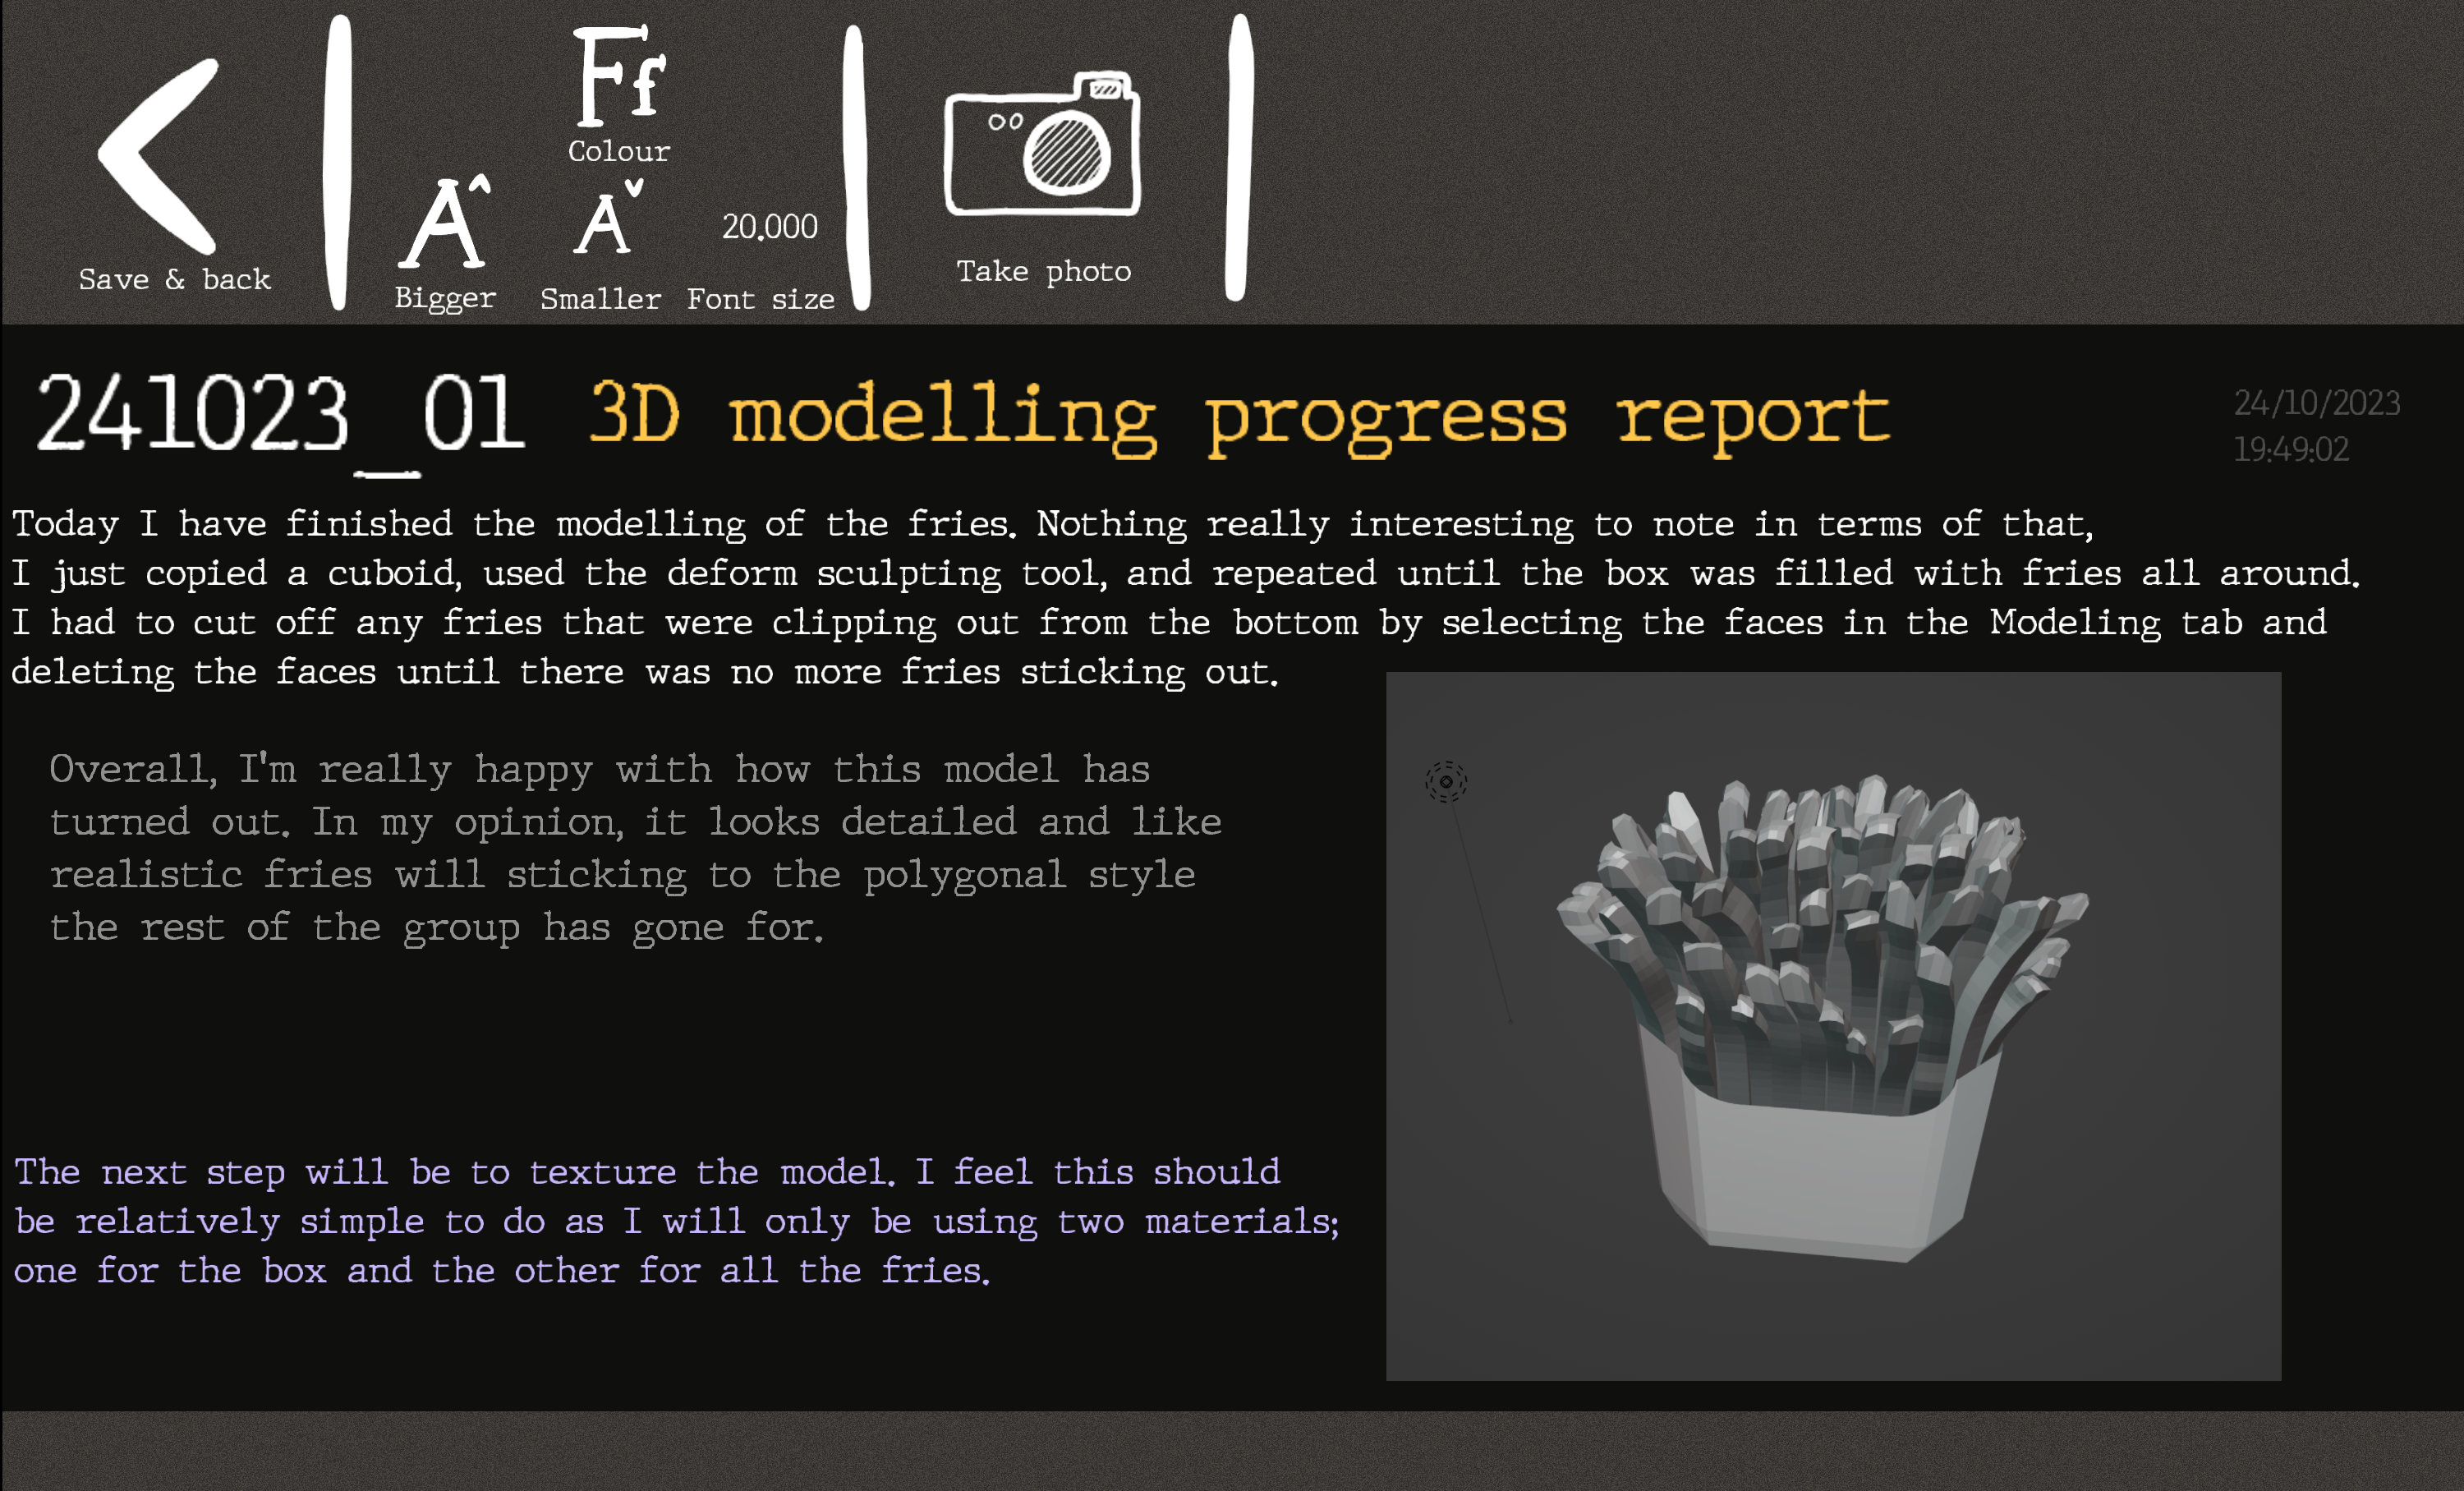 Ff
Colour
A^
A˅
20.000
Save & back
Bigger
Smaller
Font size
Take photo
241023_01
3D modelling progress report
24/10/2023
19:49:02
Today I have finished the modelling of the fries. Nothing really interesting to note in terms of that,
I just copied a cuboid, used the deform sculpting tool, and repeated until the box was filled with fries all around.
I had to cut off any fries that were clipping out from the bottom by selecting the faces in the Modeling tab and
deleting the faces until there was no more fries sticking out.
Overall, I'm really happy with how this model has
turned out. In my opinion, it looks detailed and like
realistic fries will sticking to the polygonal style
the rest of the group has gone for.
The next step will be to texture the model. I feel this should
be relatively simple to do as I will only be using two materials;
one for the box and the other for all the fries.